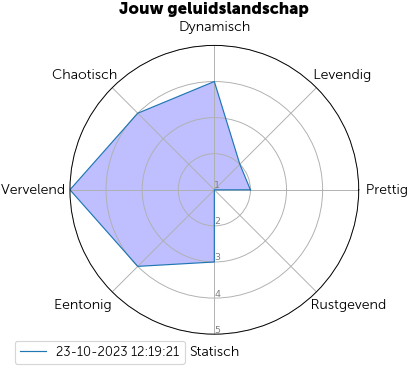 Jouw geluidslandschap
Dynamisch
Chaotisch
Levendig
Vervelend
1
Prettig
2
3
Eentonig
4
Rustgevend
5
23-10-2023 12:19:21
Statisch